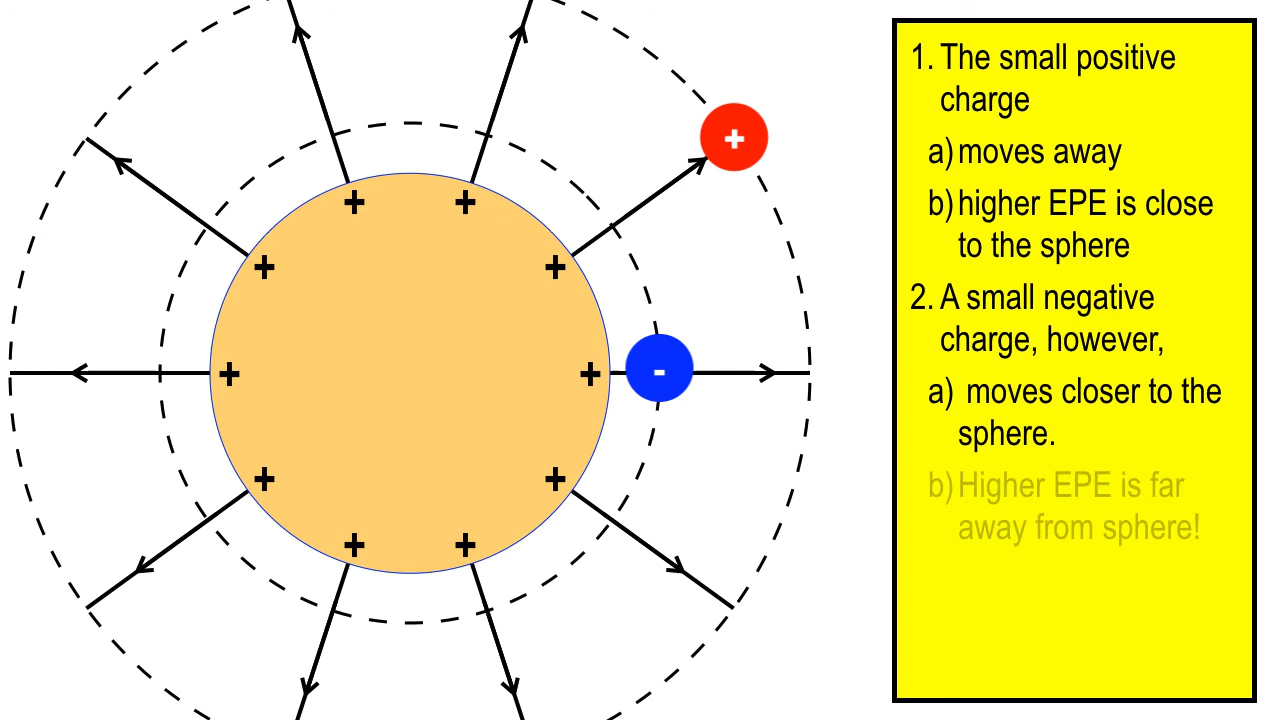 + +
+
+ +
+ + -
+ +
+ +
1. The small positive
charge
a) moves away
b) higher EPE is close
to the sphere
2. A small negative
charge, however,
a) moves closer to the
sphere.
b) Higher EPE is far
away from sphere!